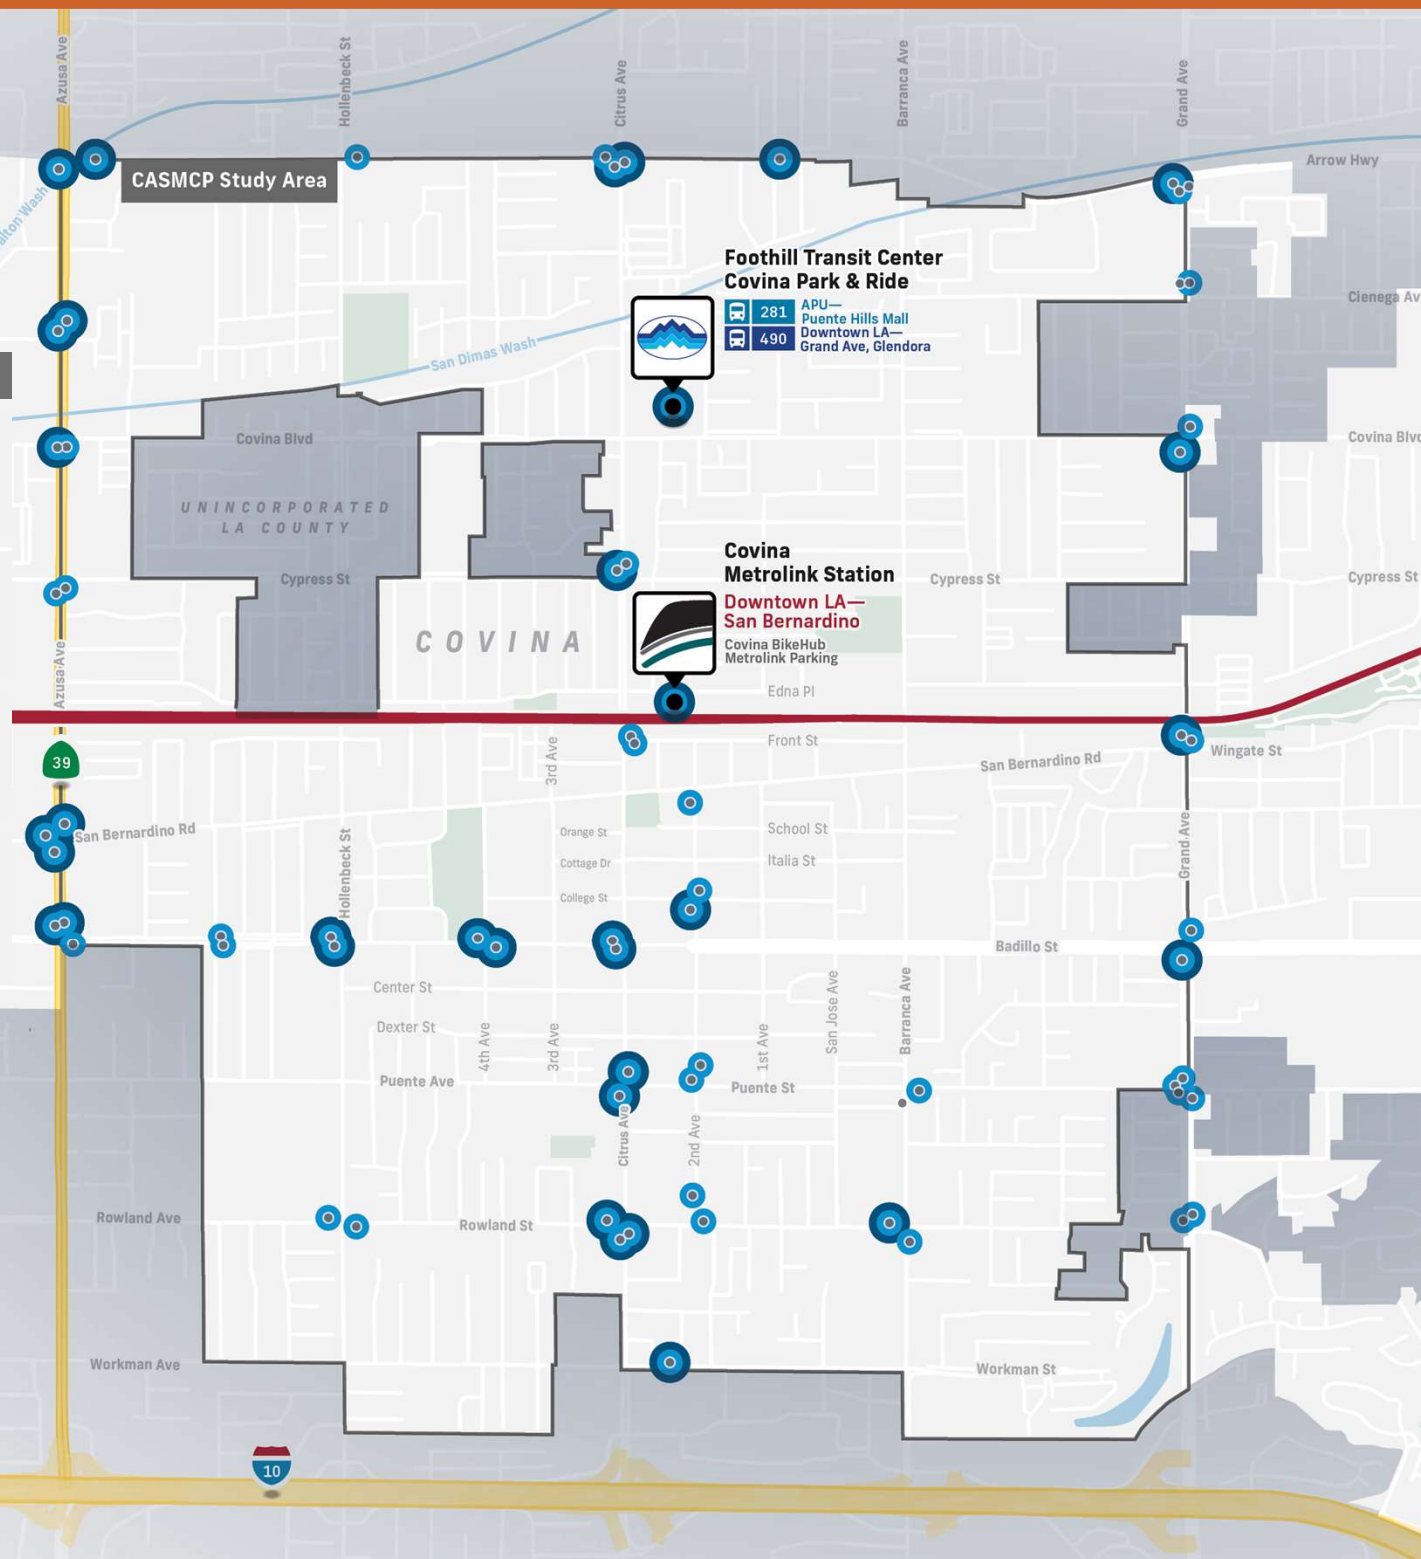 Azusa Ave
Hollenbeck St
Citrus Ave
Barranca Ave
Grand Ave
Arrow Hwy
CASMCP Study Area
Foothill Transit Center
Covina Park & Ride
281
APU—
Puente Hills Mall
490
Downtown LA—
Grand Ave, Glendora
San Dimas Wash
Covina Blvd
UNINCORPORATED
LA COUNTY
Cypress St
COVINA
Covina
Metrolink Station
Downtown LA—
San Bernardino
Covina BikeHub
Metrolink Parking
Cypress St
Cypress St
Azusa Ave
Edna Pl
39
3rd Ave
Front St
San Bernardino Rd
Wingate St
San Bernardino Rd
Hollenbeck St
Orange St
School St
Cottage Dr
Italia St
College St
Grand Ave
Badillo St
Center St
Dexter St
4th Ave
3rd Ave
1st Ave
San Jose Ave
Barranca Ave
Puente Ave
Puente St
Citrus Ave
2nd Ave
Rowland Ave
Rowland St
Workman Ave
Workman St
10